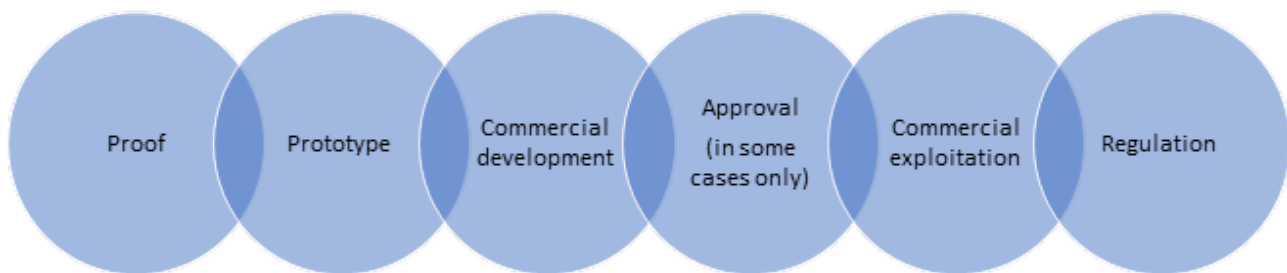 Proof
Prototype
Commercial
development
Approval
(in some
cases only)
Commercial
exploitation
Regulation